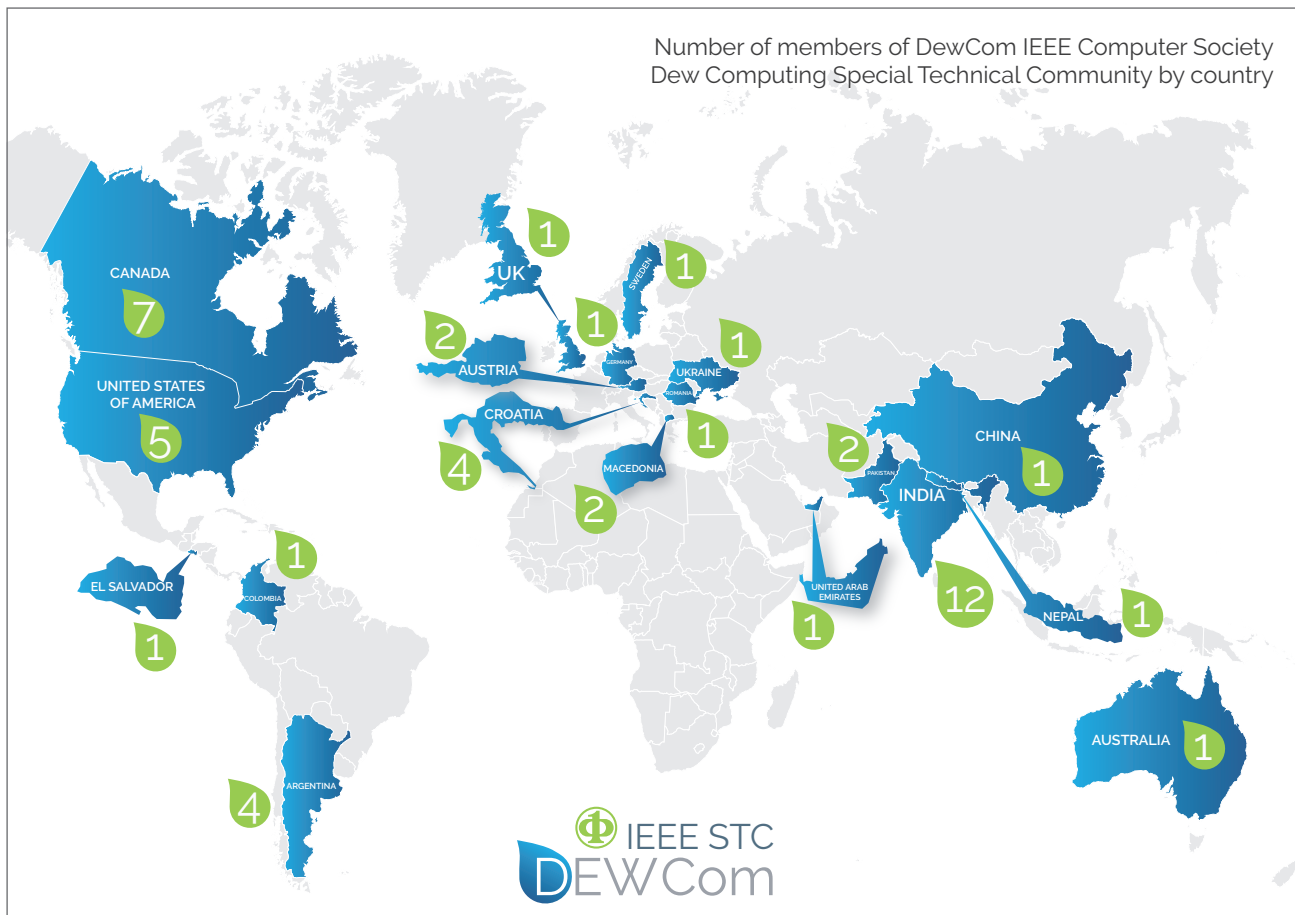 Number of members of DewCom IEEE Computer Society
Dew Computing Special Technical Community by country
CANADA
7
UNITED STATES
OF AMERICA
5
EL SALVADOR
1
COLOMBIA
1
ARGENTINA
4
UK
1
SWEDEN
1
GERMANY
1
AUSTRIA
2
UKRAINE
1
ROMANIA
1
CROATIA
4
MACEDONIA
2
CHINA
1
PAKISTAN
2
INDIA
12
UNITED ARAB
EMIRATES
1
NEPAL
1
AUSTRALIA
1
IEEE STC
DEWCom